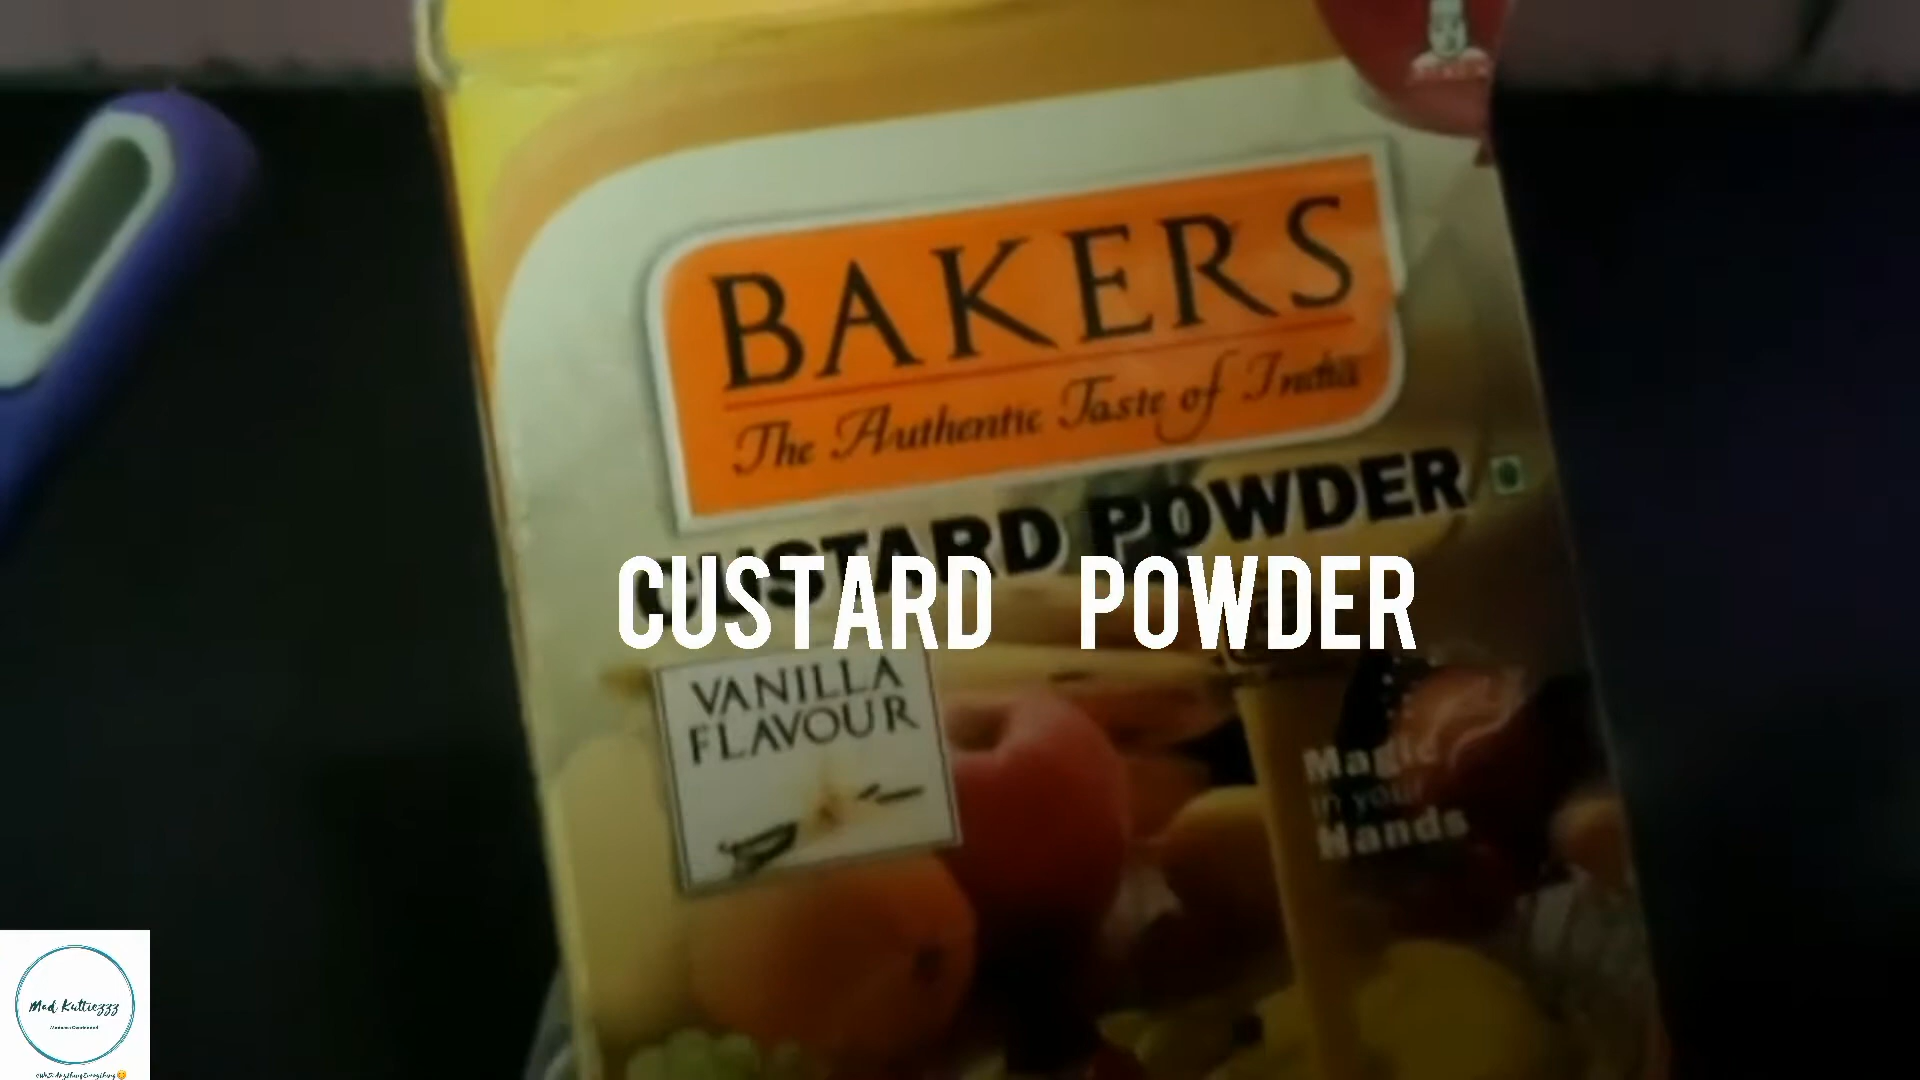 BAKERS
The Authentic Taste of India
CUSTARD POWDER
CUSTARD POWDER
VANILLA
FLAVOUR
Magic
in your
Hands
Mad Kuttiezzz